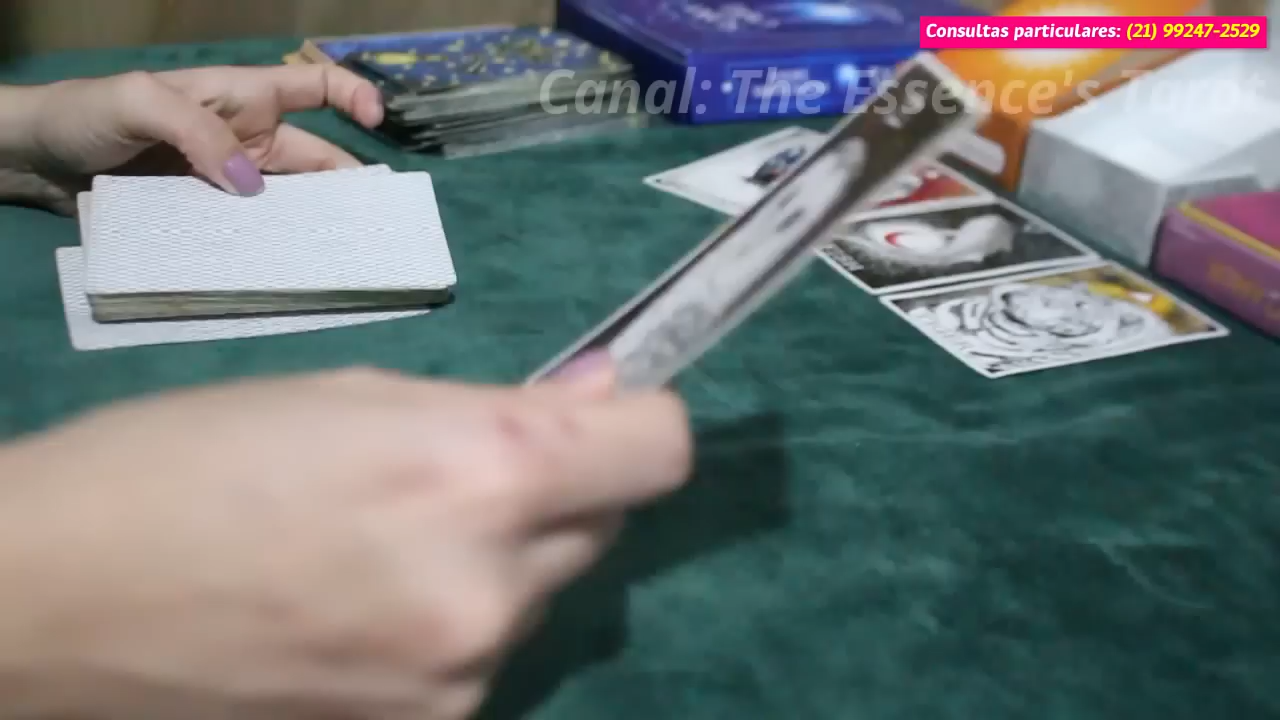 Consultas particulares: (21) 99247-2529
Canal: The Essence's Tarot